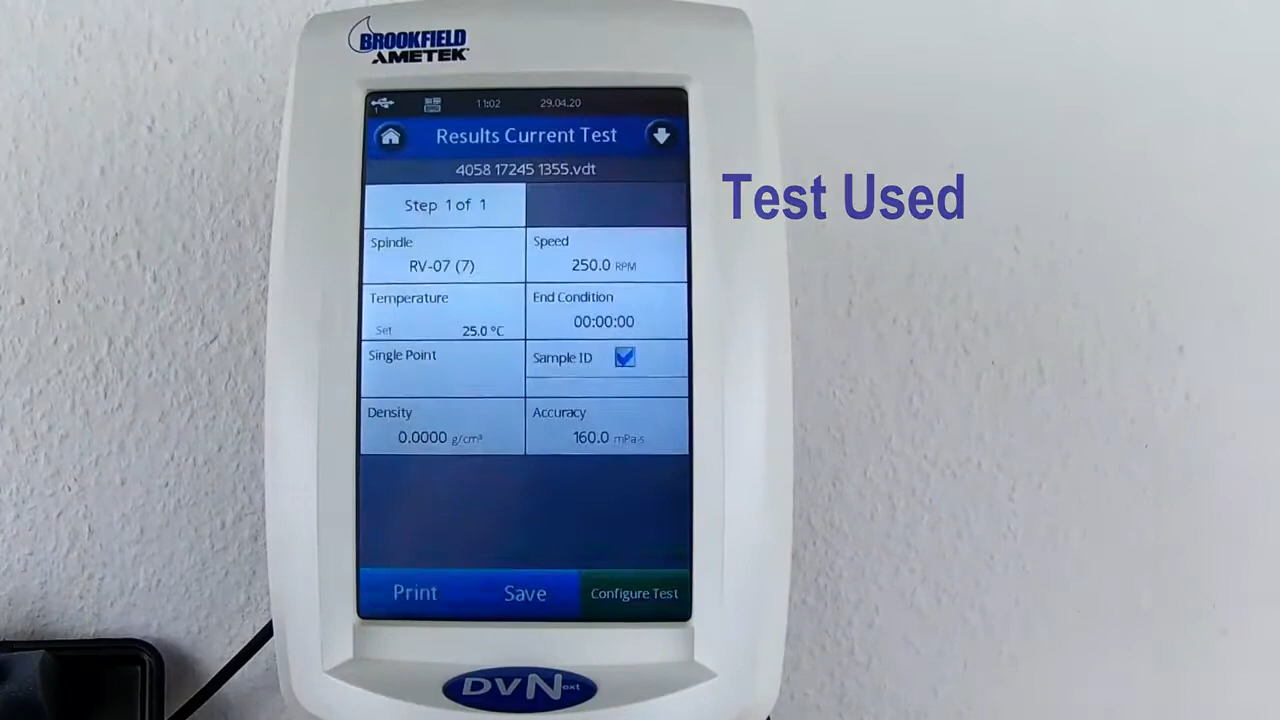 BROOKFIELD
AMETEK
1
11:02 29.04.20
Results Current Test
4058 17245 1355.vdt
Test Used
Step 1 of 1
Spindle
RV-07 (7)
Speed
250.0 RPM
Temperature
Set 25.0 °C
End Condition
00:00:00
Single Point
Sample ID
Density
0.0000 g/cm³
Accuracy
160.0 mPa·s
Print Save Configure Test
DVNext